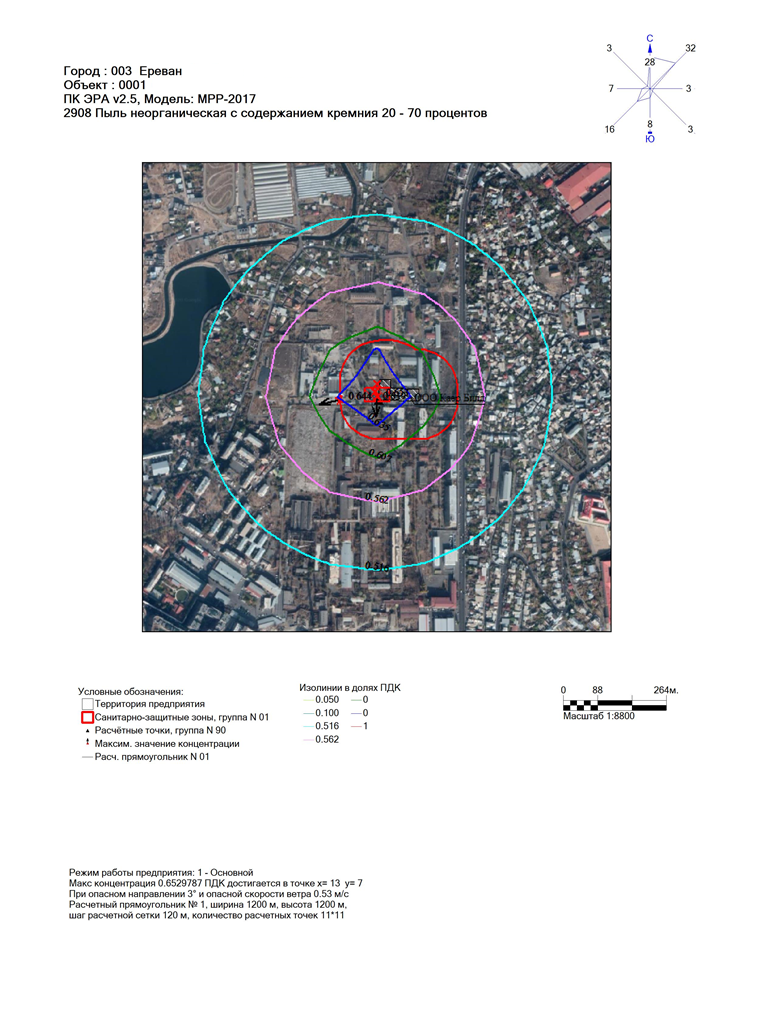 Город : 003 Ереван
Объект : 0001
ПК ЭРА v2.5, Модель: МРР-2017
2908 Пыль неорганическая с содержанием кремния 20 - 70 процентов
С
3
32
28
7
3
16
8
3
Ю
0.644
0.603
0.562
0.516
Условные обозначения:
Территория предприятия
Санитарно-защитные зоны, группа N 01
Расчётные точки, группа N 90
Максим. значение концентрации
Расч. прямоугольник N 01
Изолинии в долях ПДК
0.050 0
0.100 0
0.516 1
0.562
0 88 264м.
Масштаб 1:8800
Режим работы предприятия: 1 - Основной
Макс концентрация 0.6529787 ПДК достигается в точке x= 13 y= 7
При опасном направлении 3° и опасной скорости ветра 0.53 м/с
Расчетный прямоугольник № 1, ширина 1200 м, высота 1200 м,
шаг расчетной сетки 120 м, количество расчетных точек 11*11